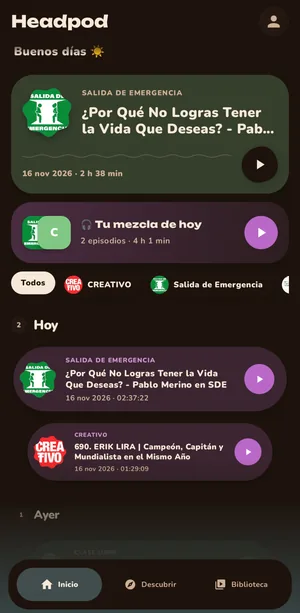 Headpod
Buenos días ☀️
SALIDA DE EMERGENCIA
¿Por Qué No Logras Tener
la Vida Que Deseas? - Pab...
16 nov 2026 · 2 h 38 min
C
🎧 Tu mezcla de hoy
2 episodios · 4 h 1 min
Todos
CREATIVO
Salida de Emergencia
2
Hoy
SALIDA DE EMERGENCIA
¿Por Qué No Logras Tener la Vida
Que Deseas? - Pablo Merino en SDE
16 nov 2026 · 02:37:22
CREA
TIVO
CREATIVO
690. ERIK LIRA | Campeón, Capitán y
Mundialista en el Mismo Año
16 nov 2026 · 01:29:09
1
Ayer
Inicio
Descubrir
Biblioteca